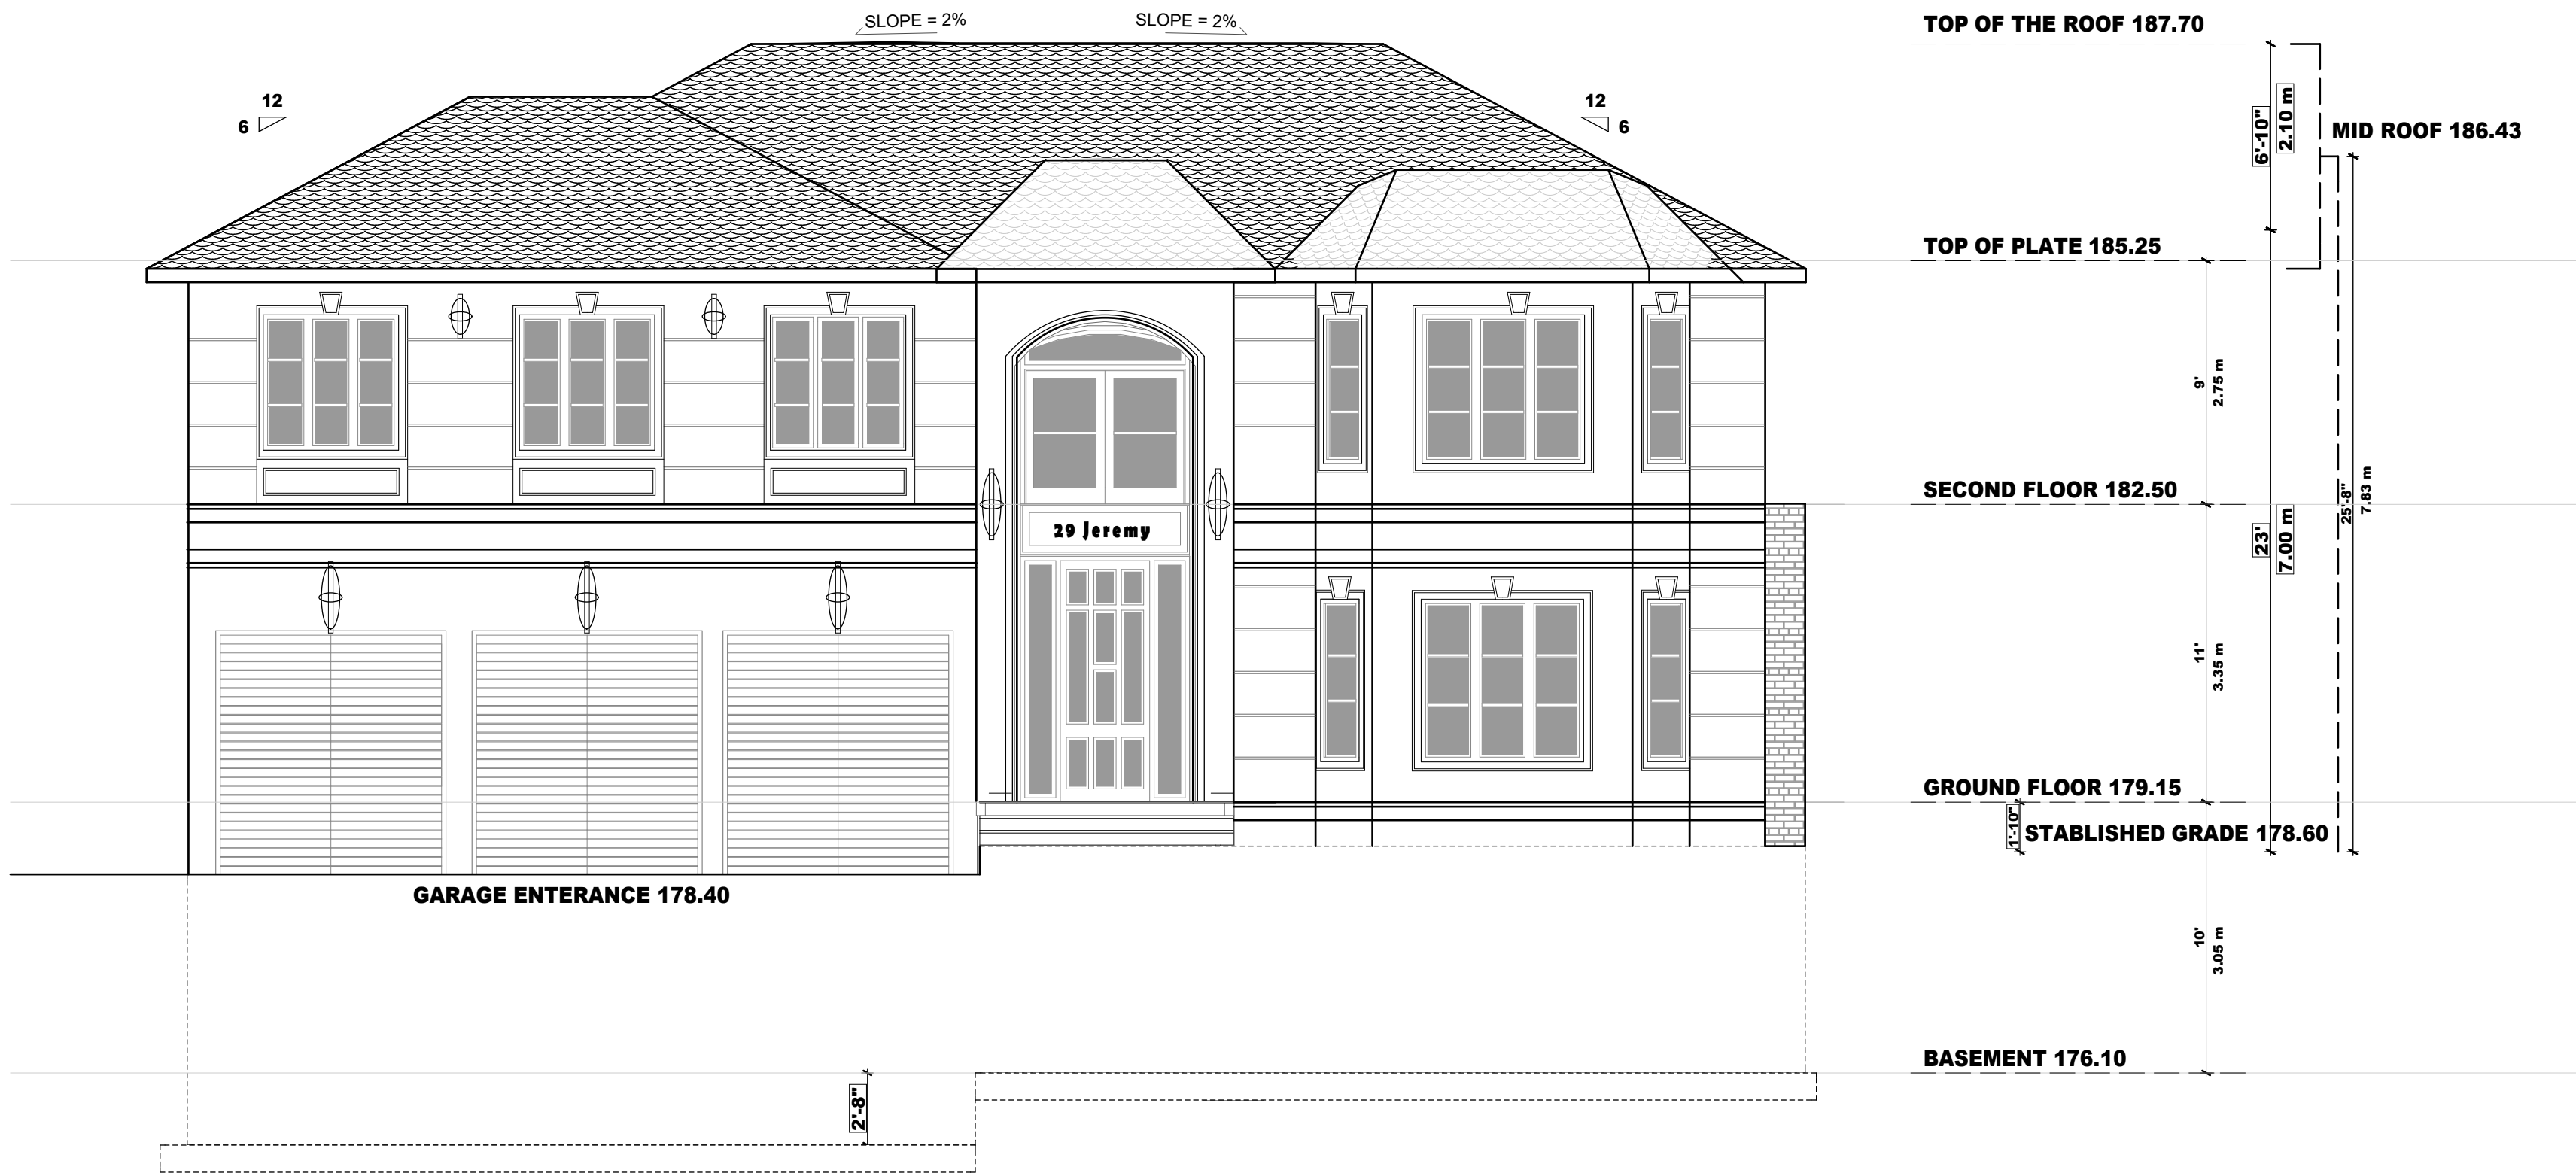 SLOPE = 2%
SLOPE = 2%
TOP OF THE ROOF 187.70
12
6
12
6
6'-10"
2.10 m
MID ROOF 186.43
TOP OF PLATE 185.25
9'
2.75 m
SECOND FLOOR 182.50
25'-8"
7.83 m
23'
7.00 m
29 Jeremy
11'
3.35 m
GROUND FLOOR 179.15
1'-10"
STABLISHED GRADE 178.60
GARAGE ENTERANCE 178.40
10'
3.05 m
BASEMENT 176.10
2'-8"